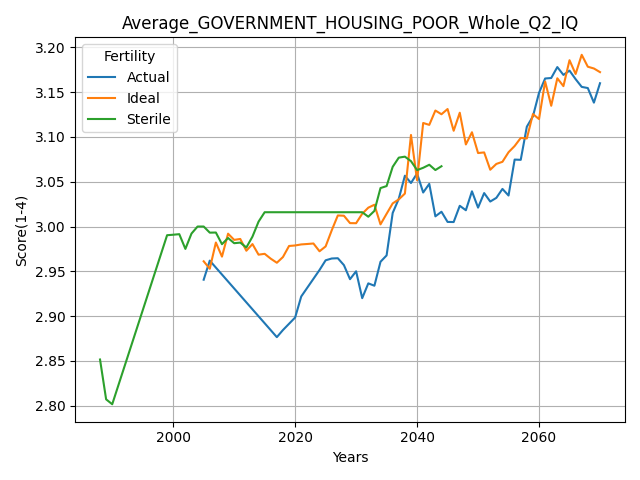 Average_GOVERNMENT_HOUSING_POOR_Whole_Q2_IQ
Fertility
Actual
Ideal
Sterile
3.20
3.15
3.10
3.05
3.00
2.95
2.90
2.85
2.80
Score(1-4)
2000 2020 2040 2060
Years